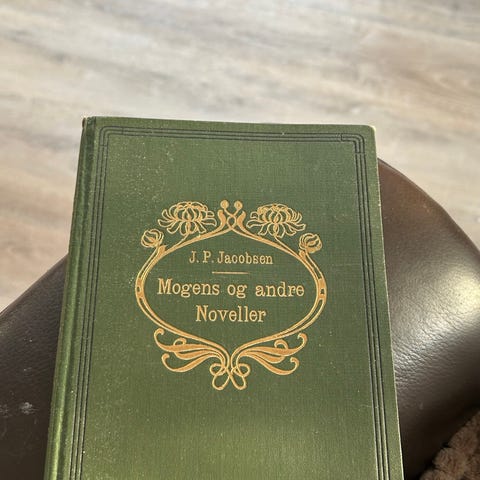 J. P. Jacobsen
Mogens og andre
Noveller